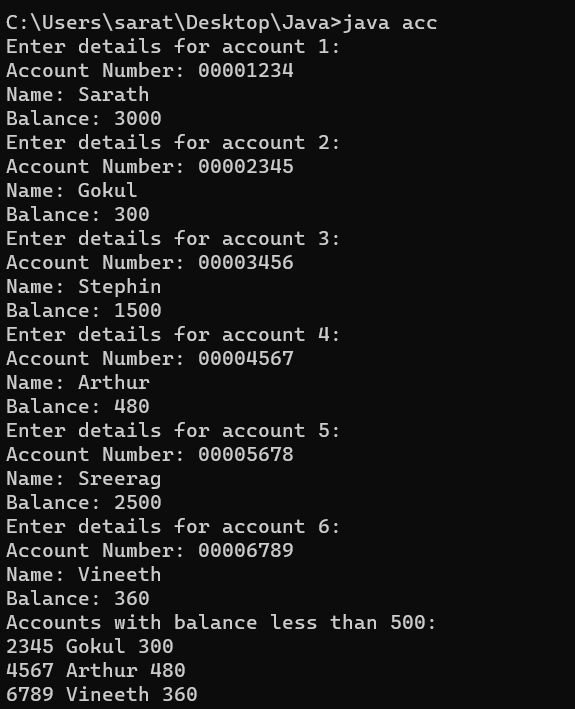 C:\Users\sarat\Desktop\Java>java acc
Enter details for account 1:
Account Number: 00001234
Name: Sarath
Balance: 3000
Enter details for account 2:
Account Number: 00002345
Name: Gokul
Balance: 300
Enter details for account 3:
Account Number: 00003456
Name: Stephin
Balance: 1500
Enter details for account 4:
Account Number: 00004567
Name: Arthur
Balance: 480
Enter details for account 5:
Account Number: 00005678
Name: Sreerag
Balance: 2500
Enter details for account 6:
Account Number: 00006789
Name: Vineeth
Balance: 360
Accounts with balance less than 500:
2345 Gokul 300
4567 Arthur 480
6789 Vineeth 360